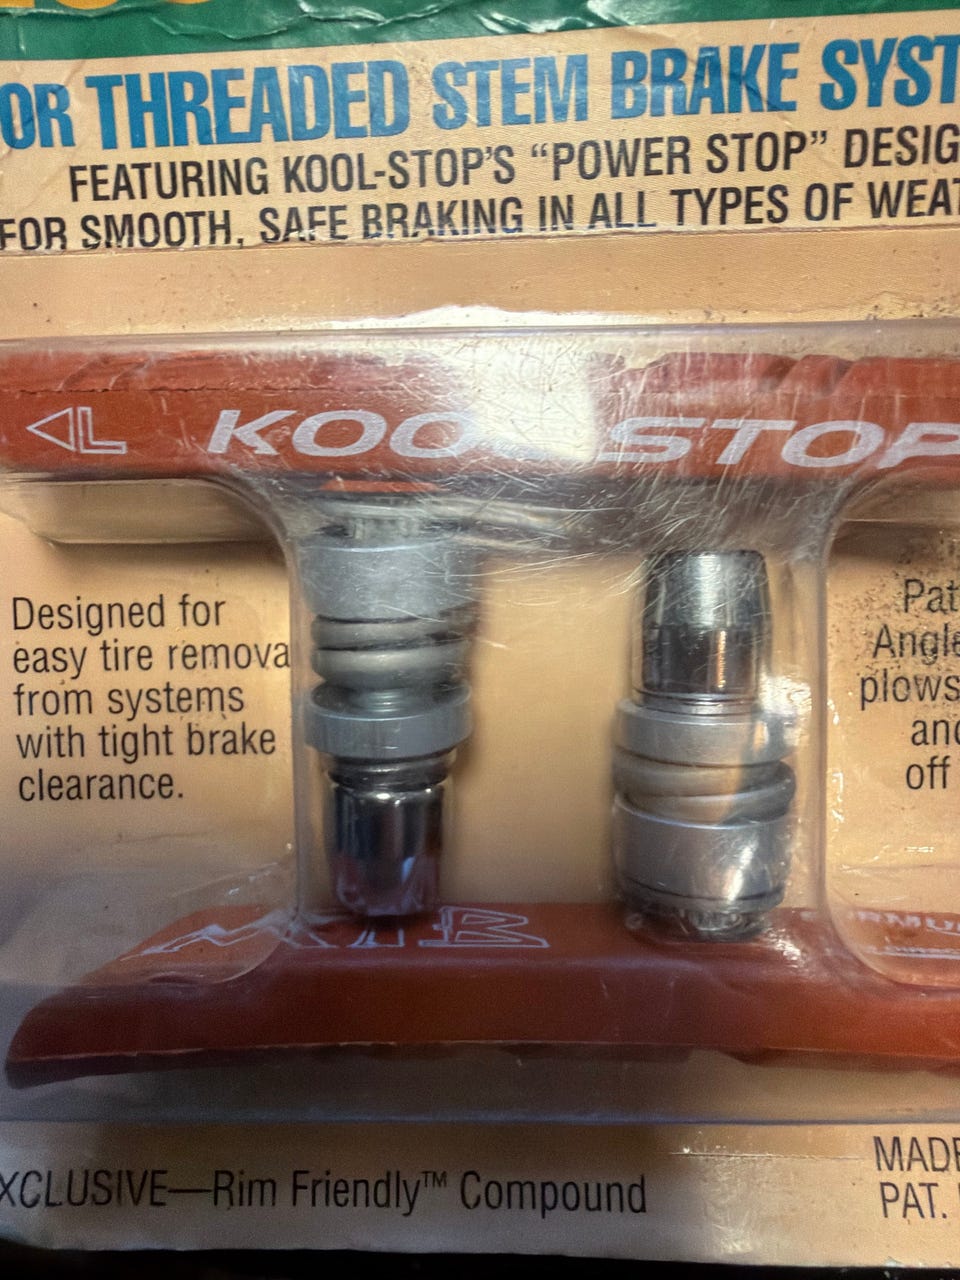 OR THREADED STEM BRAKE SYST
FEATURING KOOL-STOP'S “POWER STOP” DESIG
FOR SMOOTH, SAFE BRAKING IN ALL TYPES OF WEAT
◁L KOOL STOP
Designed for
easy tire remova
from systems
with tight brake
clearance.
Pat
Angle
plows
and
off
XCLUSIVE—Rim Friendly™ Compound
MADE
PAT.